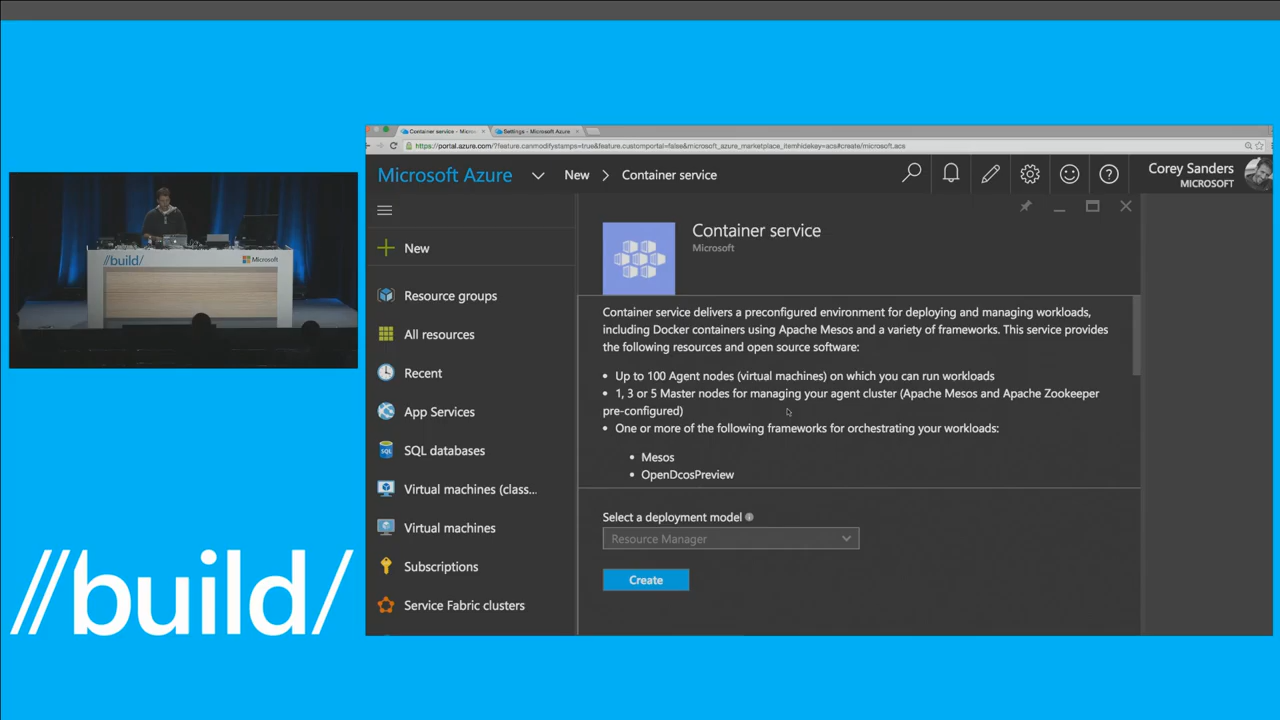 //build/
Microsoft
//build/
Container service - Micros
Settings - Microsoft Azure
https://portal.azure.com/?feature.canmodifystamps=true&feature.customportal=false&microsoft_azure_marketplace_itemhidekey=acs#create/microsoft.acs
Microsoft Azure
New > Container service
Corey Sanders
MICROSOFT
New
Resource groups
All resources
Recent
App Services
SQL databases
SQL
Virtual machines (class...
Virtual machines
Subscriptions
Service Fabric clusters
Container service
Microsoft
Container service delivers a preconfigured environment for deploying and managing workloads,
including Docker containers using Apache Mesos and a variety of frameworks. This service provides
the following resources and open source software:
• Up to 100 Agent nodes (virtual machines) on which you can run workloads
• 1, 3 or 5 Master nodes for managing your agent cluster (Apache Mesos and Apache Zookeeper
pre-configured)
• One or more of the following frameworks for orchestrating your workloads:
• Mesos
• OpenDcosPreview
Select a deployment model
Resource Manager
Create